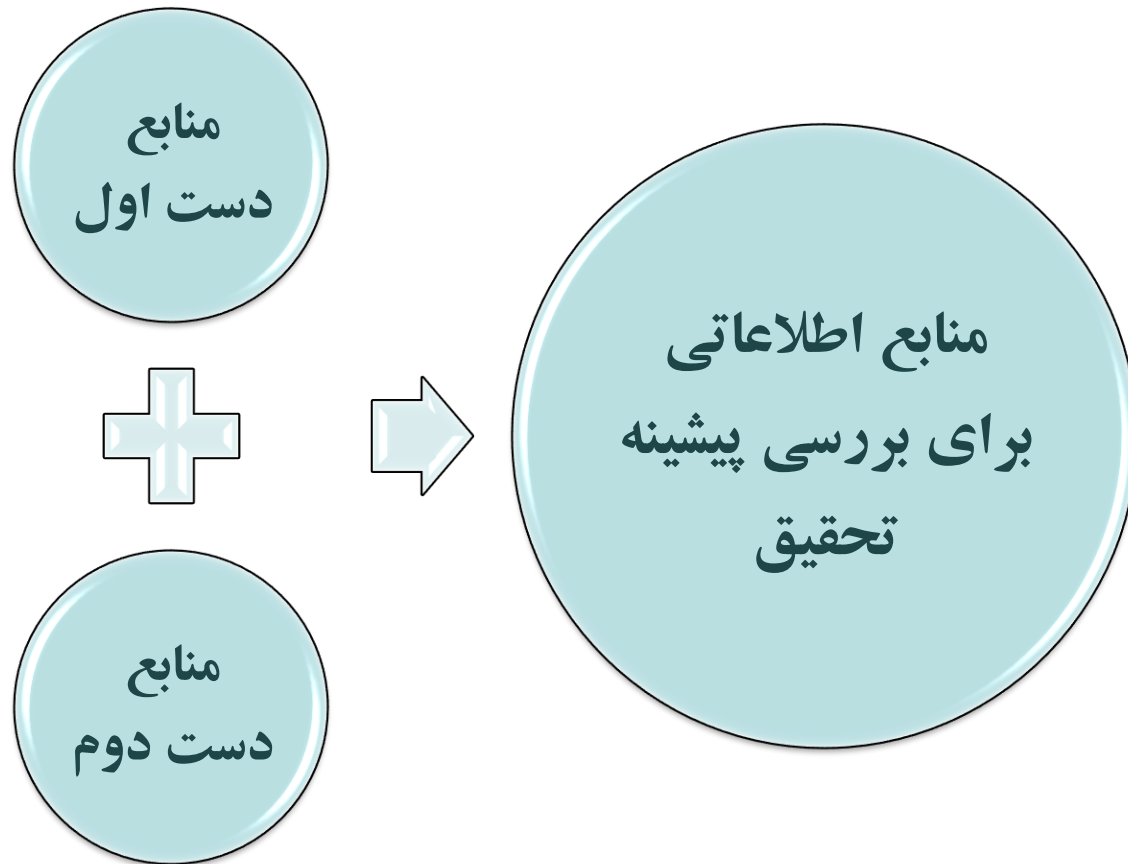 منابع
دست اول
منابع
دست دوم
منابع اطلاعاتی
برای بررسی پیشینه
تحقیق